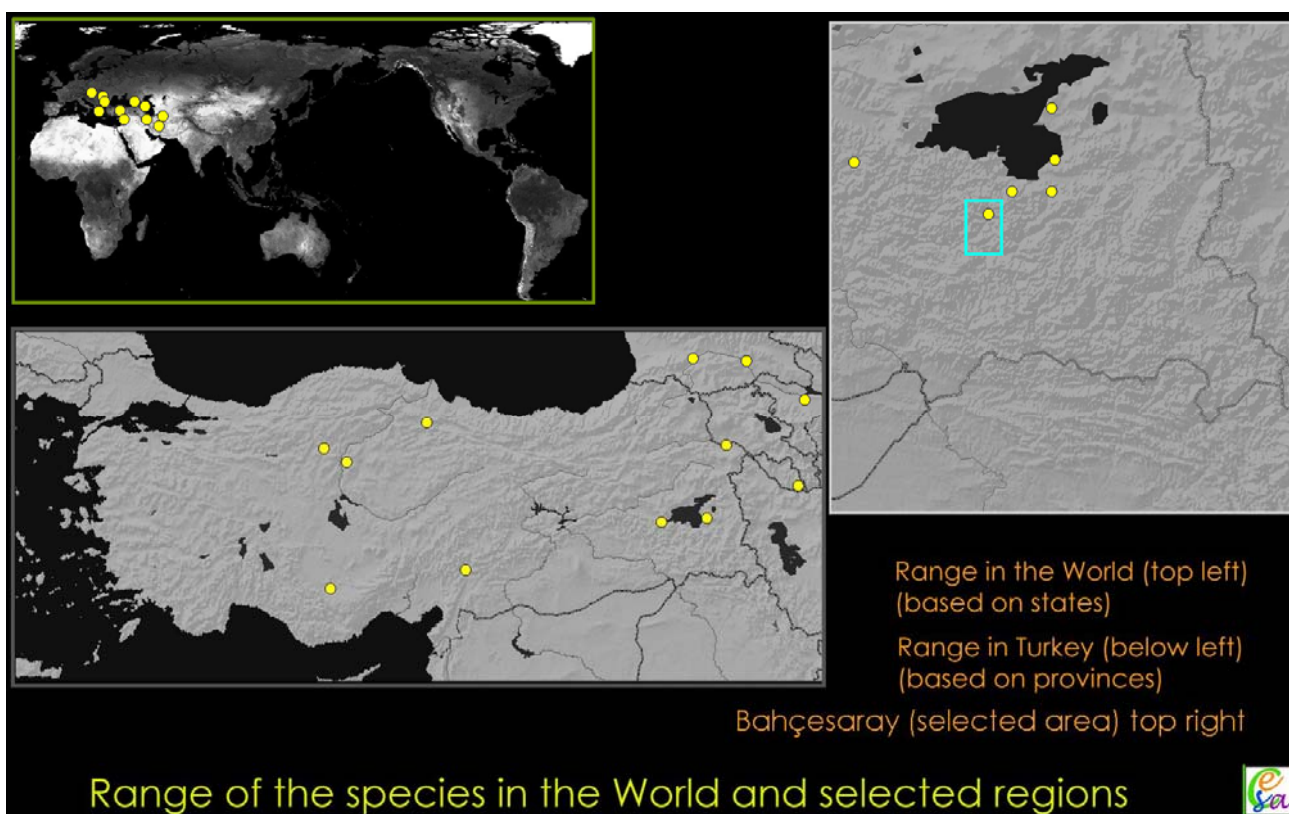 Range in the World (top left)
(based on states)
Range in Turkey (below left)
(based on provinces)
Bahçesaray (selected area) top right
Range of the species in the World and selected regions